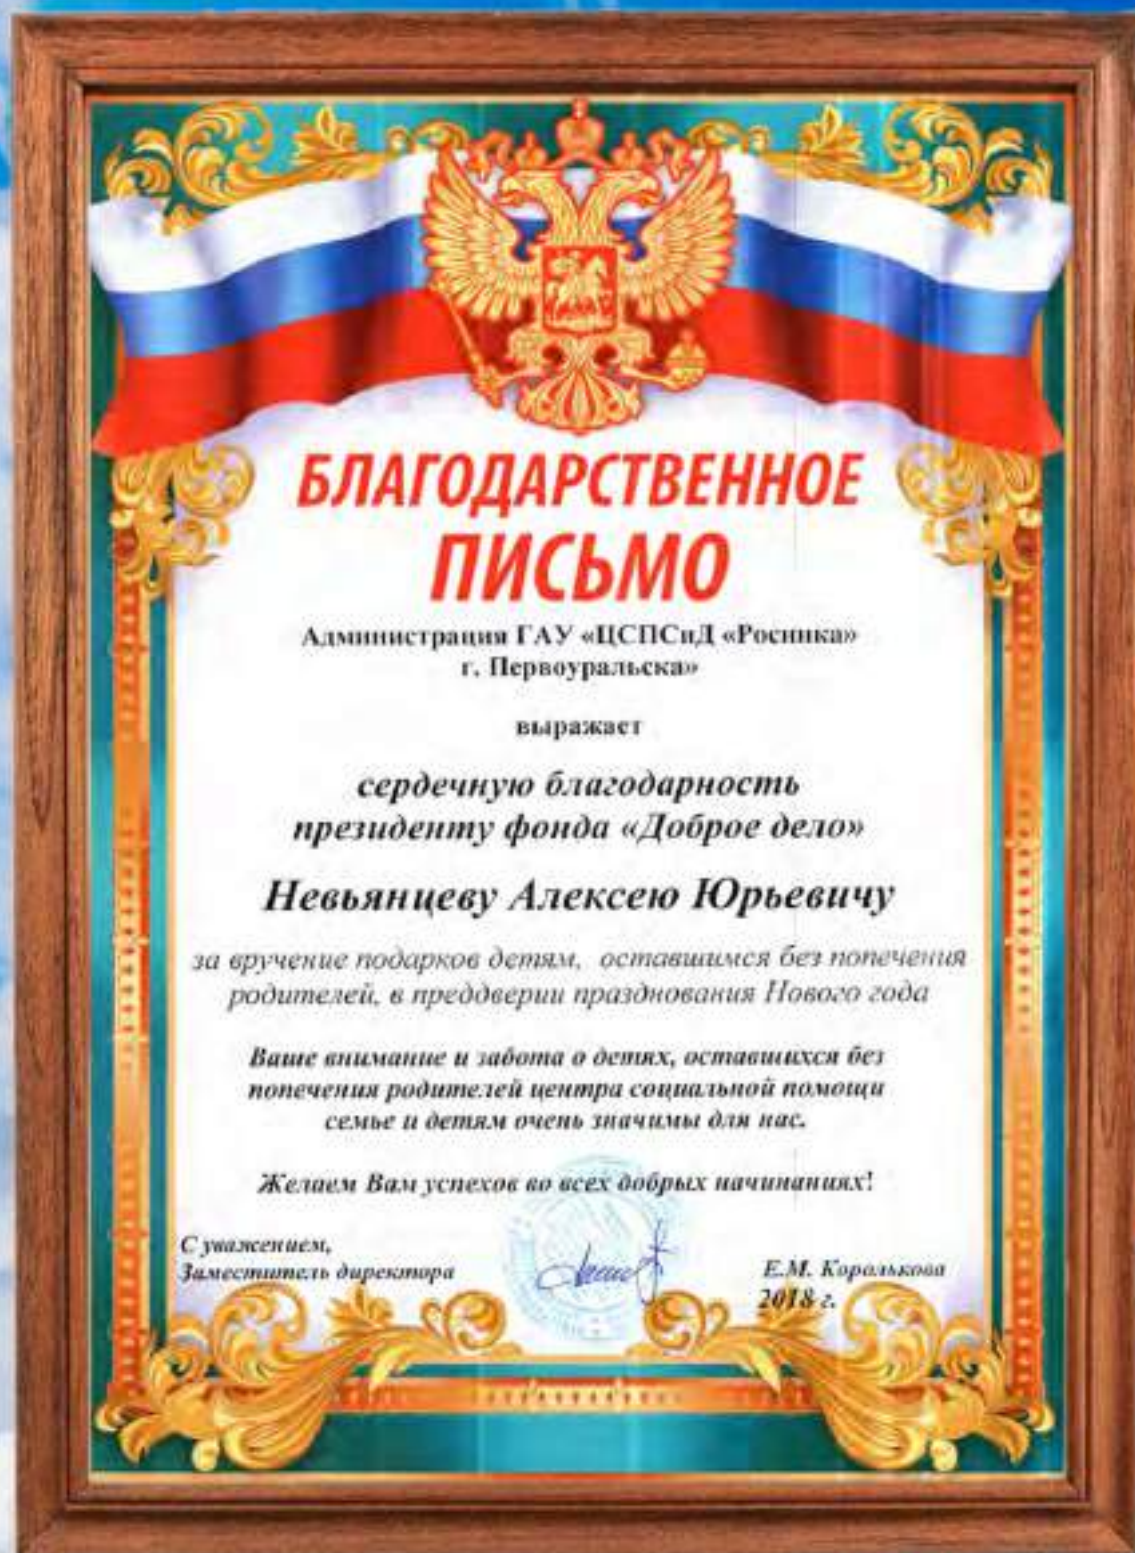 БЛАГОДАРСТВЕННОЕ
ПИСЬМО
Администрация ГАУ «ЦСПСиД «Росинка»
г. Первоуральска»
выражает
сердечную благодарность
президенту фонда «Доброе дело»
Невьянцеву Алексею Юрьевичу
за вручение подарков детям, оставшимся без попечения
родителей, в преддверии празднования Нового года
Ваше внимание и забота о детях, оставшихся без
попечения родителей центра социальной помощи
семье и детям очень значимы для нас.
Желаем Вам успехов во всех добрых начинаниях!
С уважением,
Заместитель директора
Е.М. Королькова
2018 г.